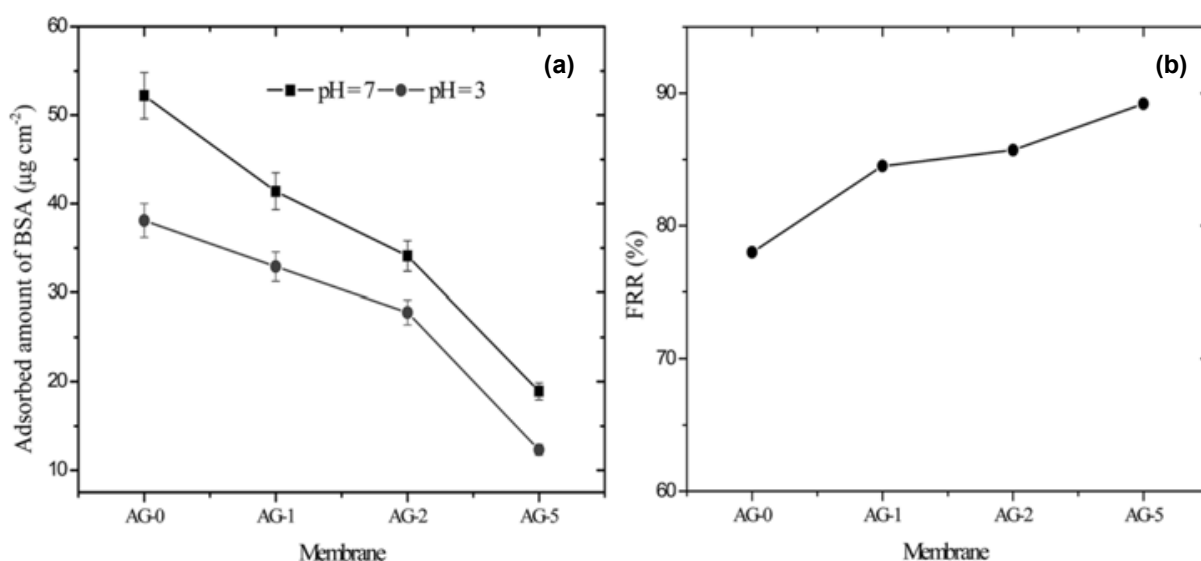 (a)
pH=7 pH=3
Adsorbed amount of BSA (μg cm-2)
60
50
40
30
20
10
AG-0 AG-1 AG-2 AG-5
Membrane
(b)
FRR (%)
90
80
70
60
AG-0 AG-1 AG-2 AG-5
Membrane